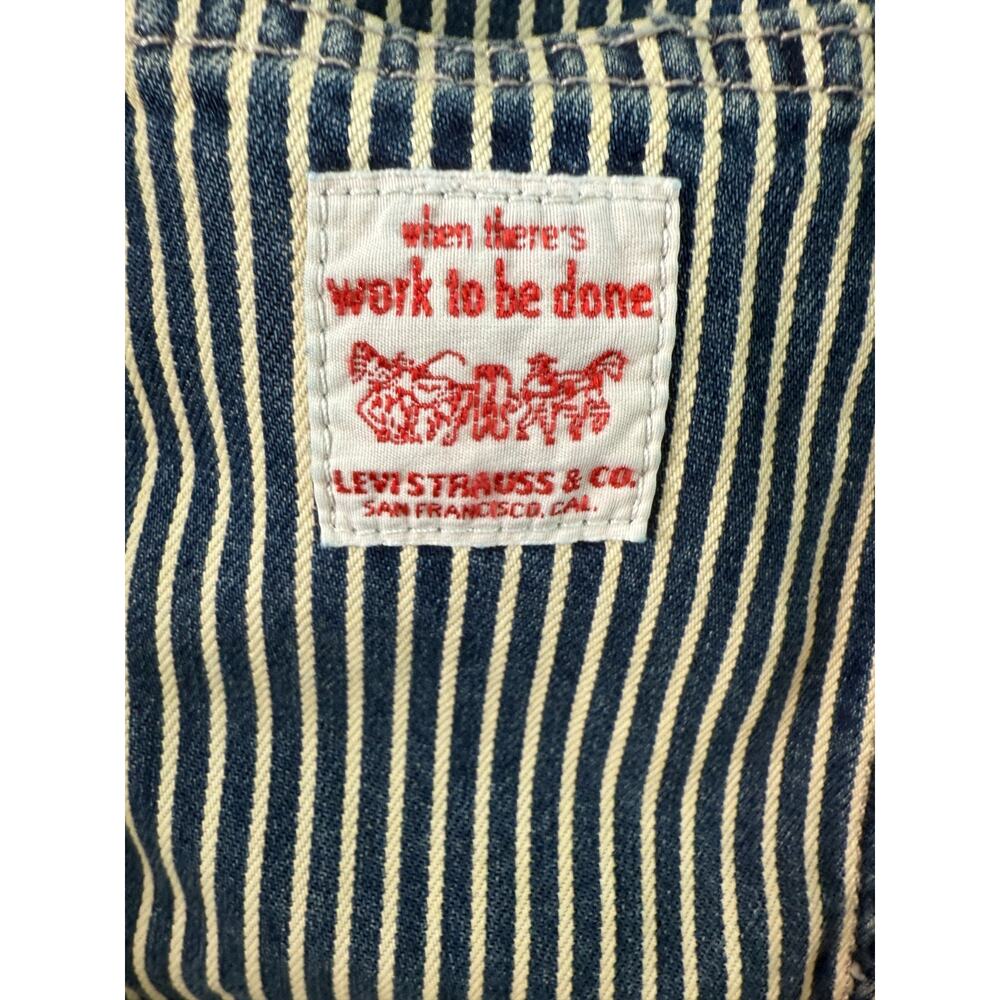 when there's
work to be done
LEVI STRAUSS & CO.
SAN FRANCISCO, CAL.